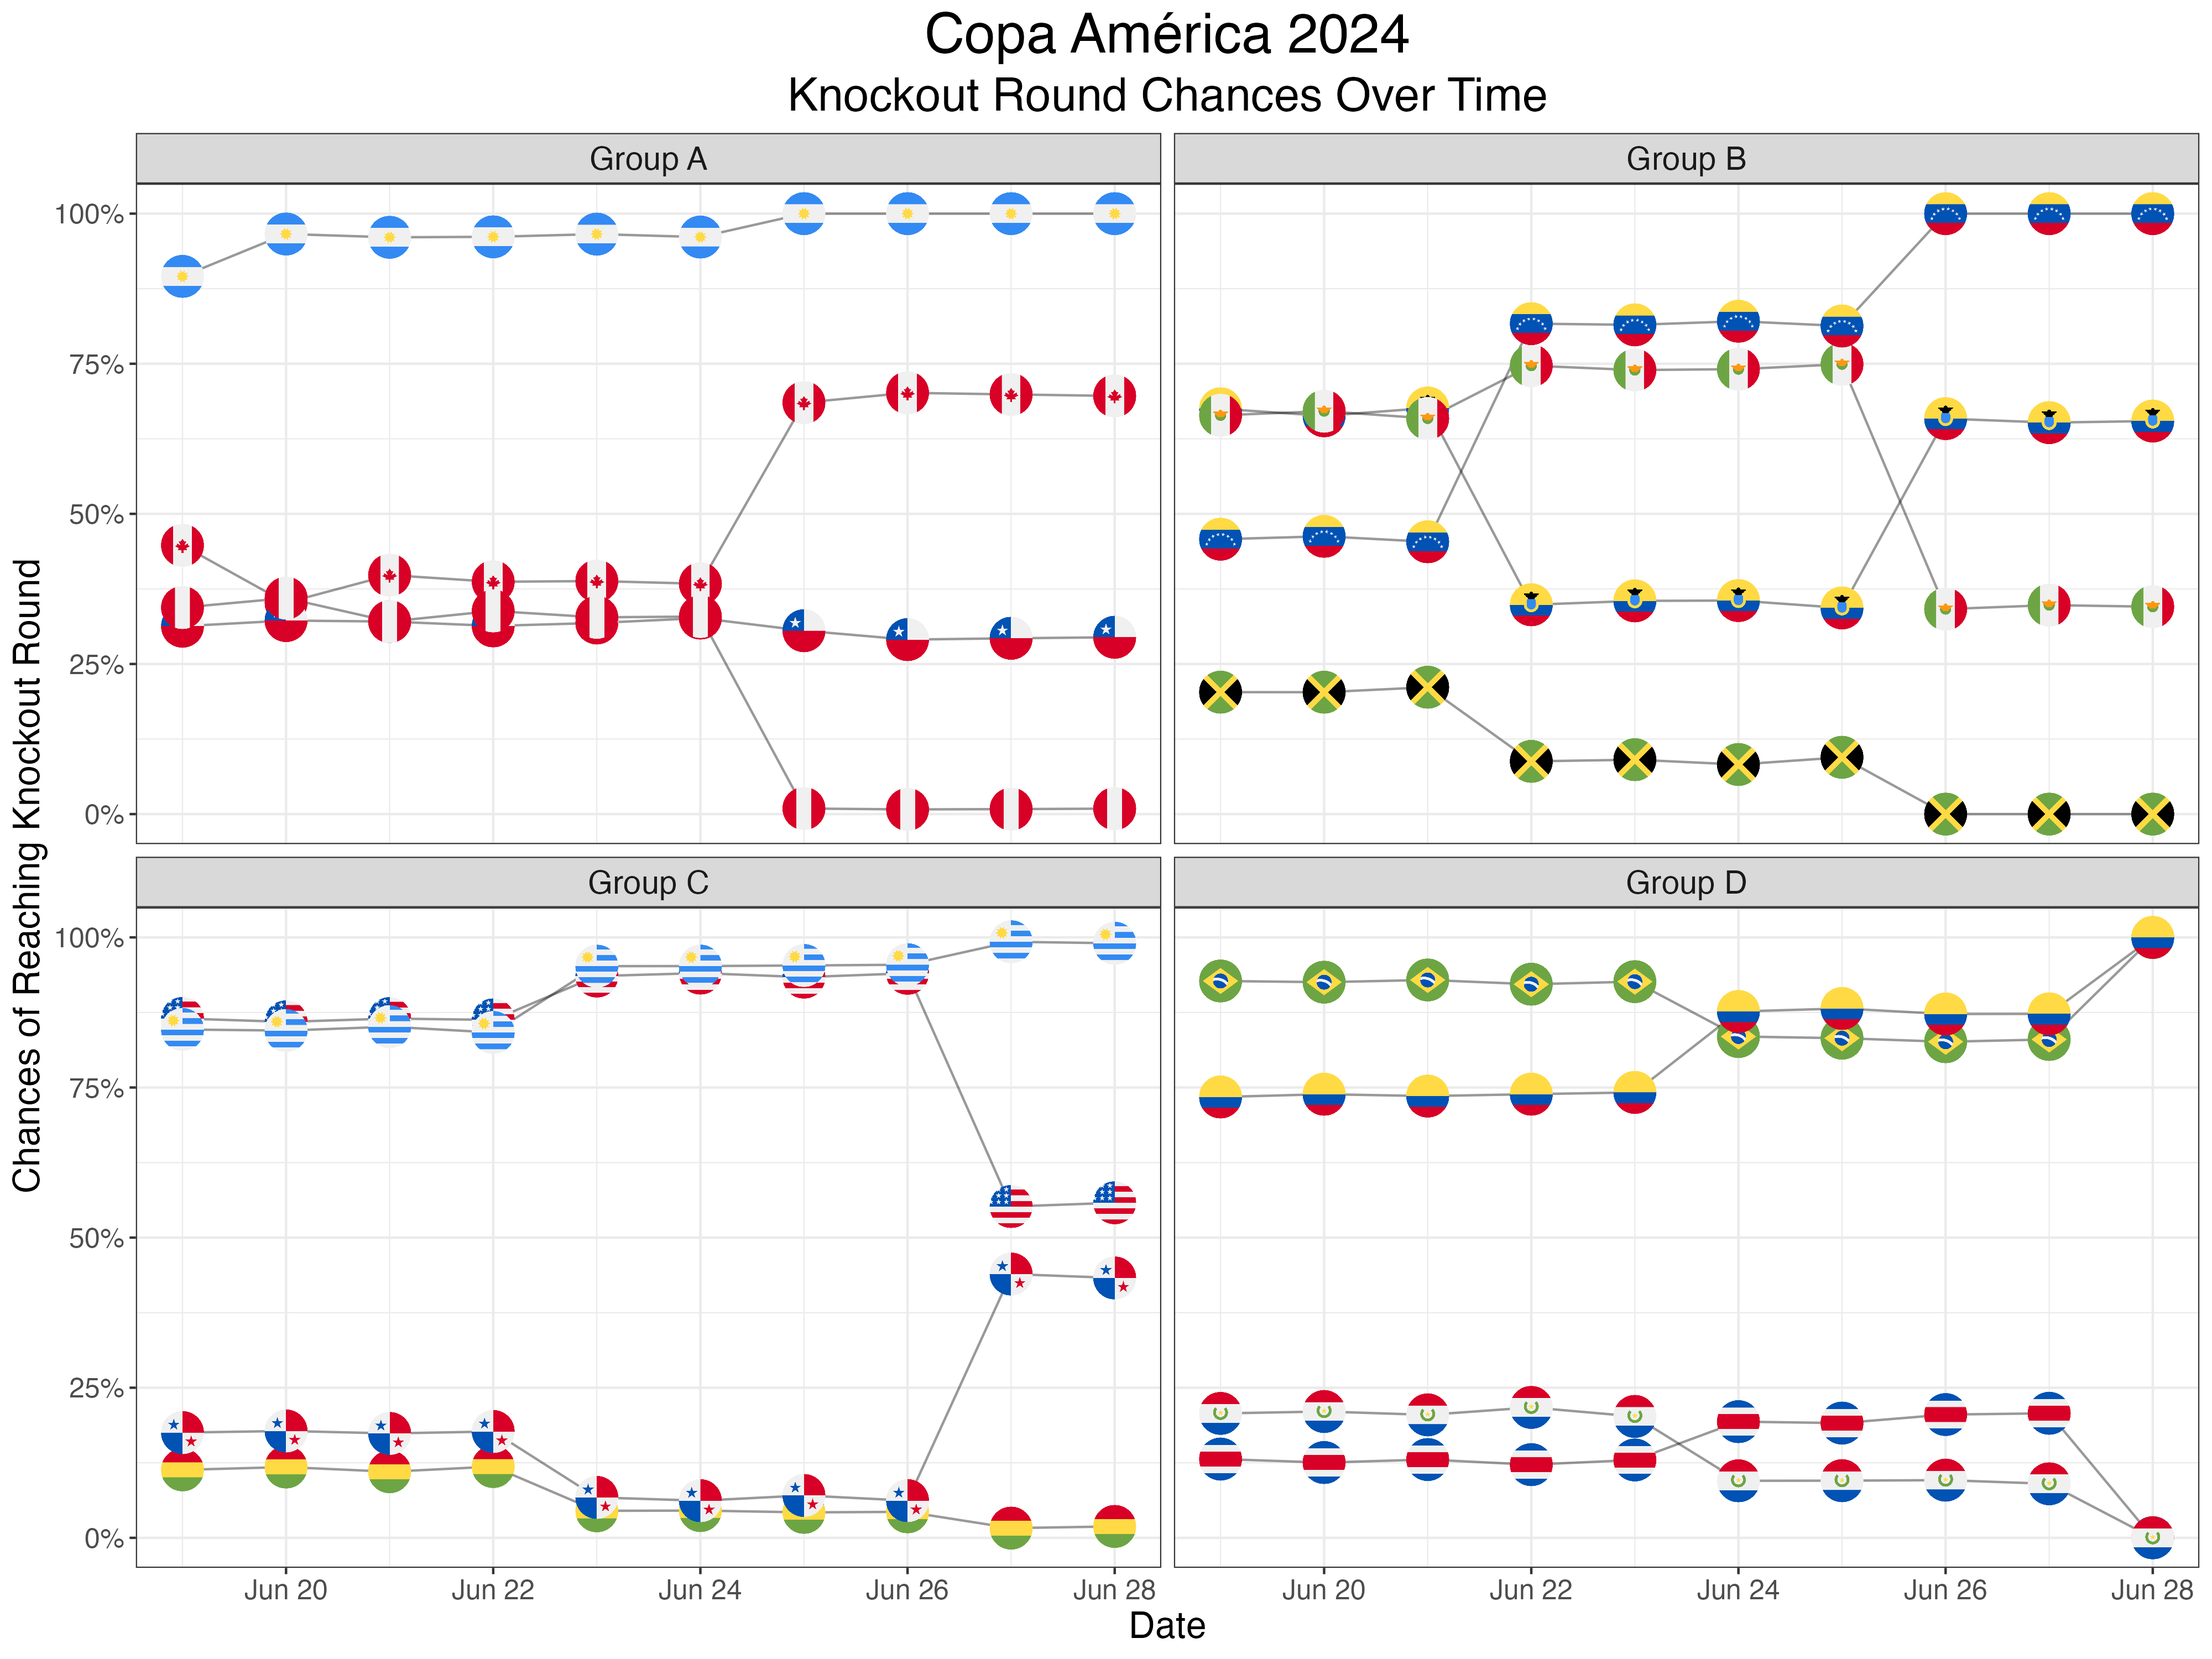 Copa América 2024
Knockout Round Chances Over Time
Group A
Group B
Chances of Reaching Knockout Round
100%
75%
50%
25%
0%
Group C
Group D
100%
75%
50%
25%
0%
Jun 20 Jun 22 Jun 24 Jun 26 Jun 28
Jun 20 Jun 22 Jun 24 Jun 26 Jun 28
Date